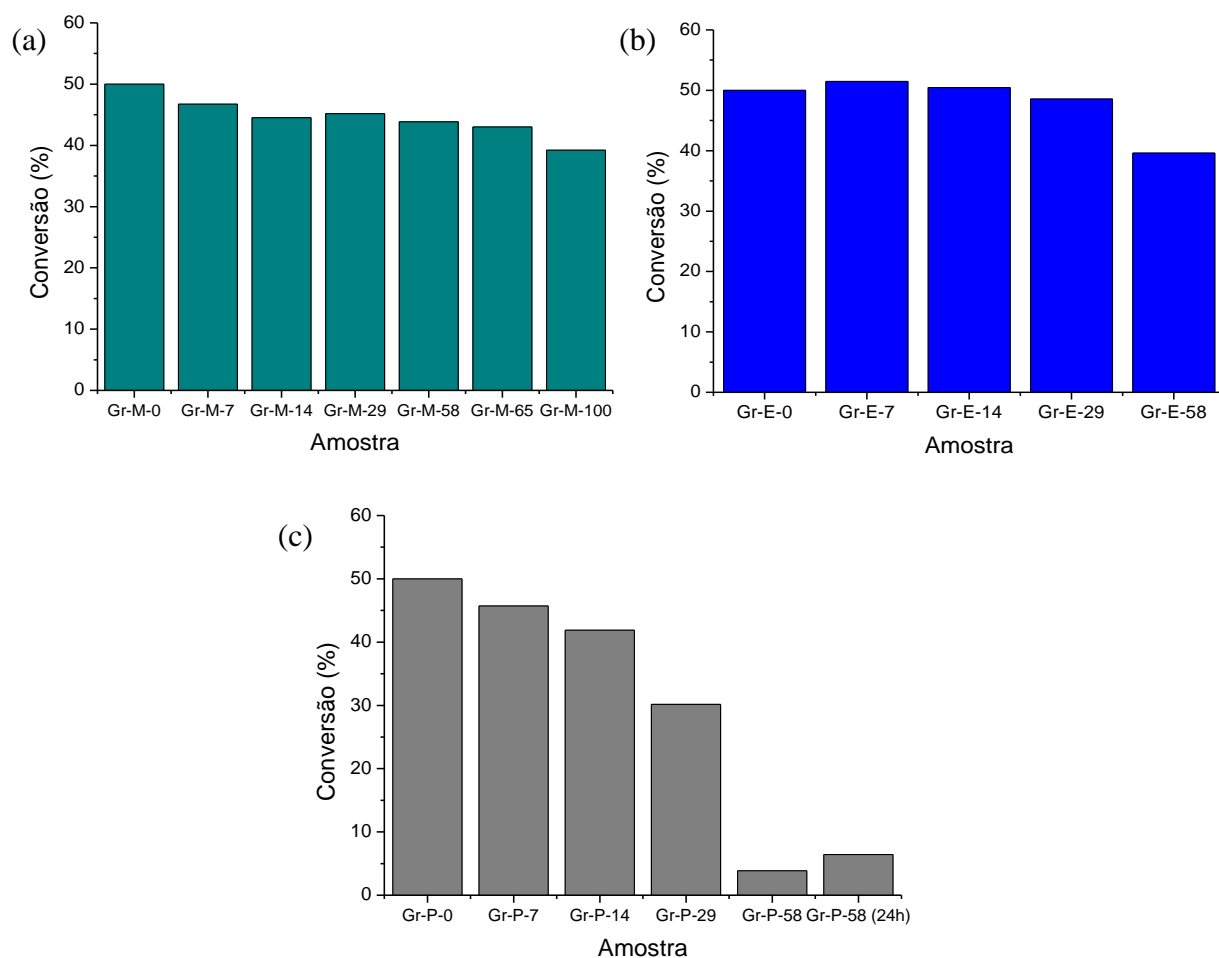 (a)
Conversão (%)
60
50
40
30
20
10
0
Gr-M-0 Gr-M-7 Gr-M-14 Gr-M-29 Gr-M-58 Gr-M-65 Gr-M-100
Amostra
(b)
Conversão (%)
60
50
40
30
20
10
0
Gr-E-0 Gr-E-7 Gr-E-14 Gr-E-29 Gr-E-58
Amostra
(c)
Conversão (%)
60
50
40
30
20
10
0
Gr-P-0 Gr-P-7 Gr-P-14 Gr-P-29 Gr-P-58 Gr-P-58 (24h)
Amostra